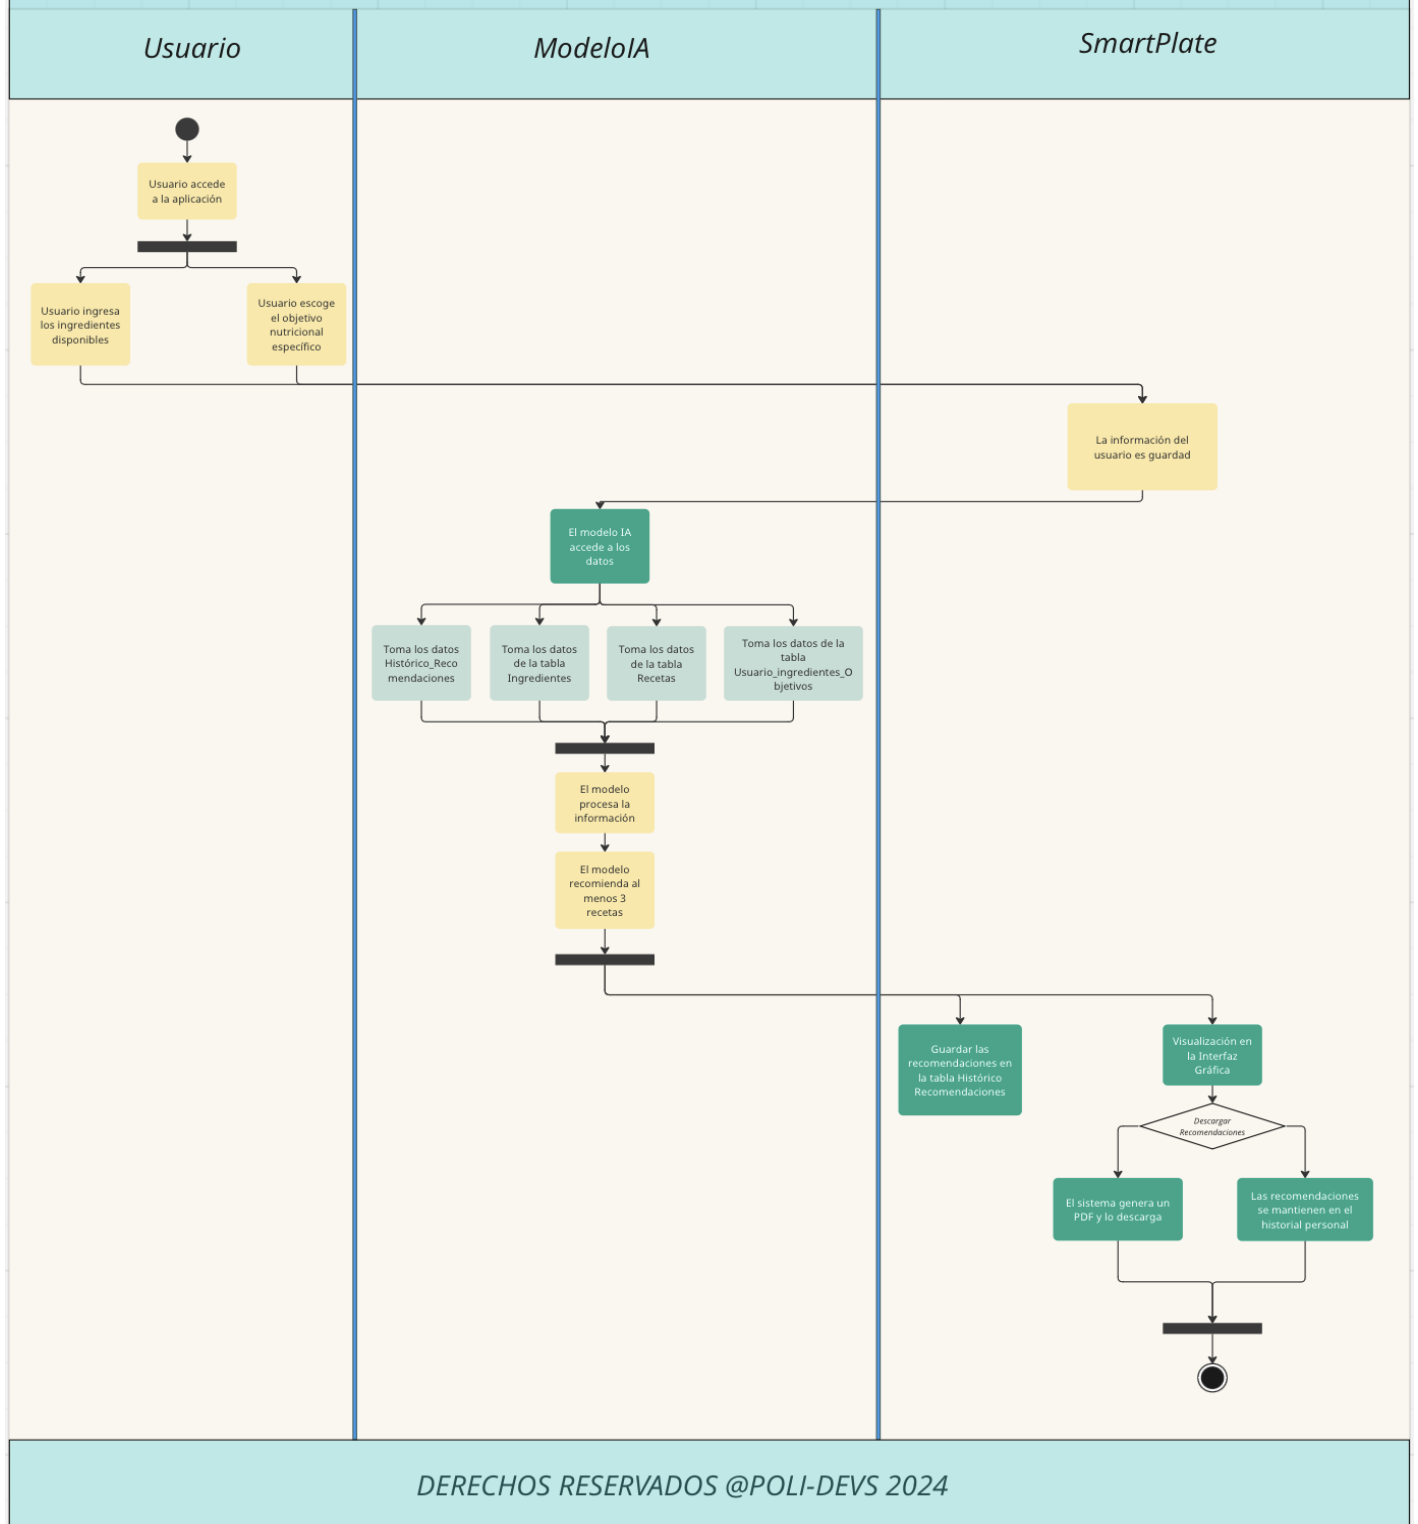 Usuario
ModeloIA
SmartPlate
Usuario accede
a la aplicación
Usuario ingresa
los ingredientes
disponibles
Usuario escoge
el objetivo
nutricional
específico
La información del
usuario es guardad
El modelo IA
accede a los
datos
Toma los datos
Histórico_Reco
mendaciones
Toma los datos
de la tabla
Ingredientes
Toma los datos
de la tabla
Recetas
Toma los datos de la
tabla
Usuario_ingredientes_O
bjetivos
El modelo
procesa la
información
El modelo
recomienda al
menos 3
recetas
Guardar las
recomendaciones en
la tabla Histórico
Recomendaciones
Visualización en
la Interfaz
Gráfica
Descargar
Recomendaciones
El sistema genera un
PDF y lo descarga
Las recomendaciones
se mantienen en el
historial personal
DERECHOS RESERVADOS @POLI-DEVS 2024